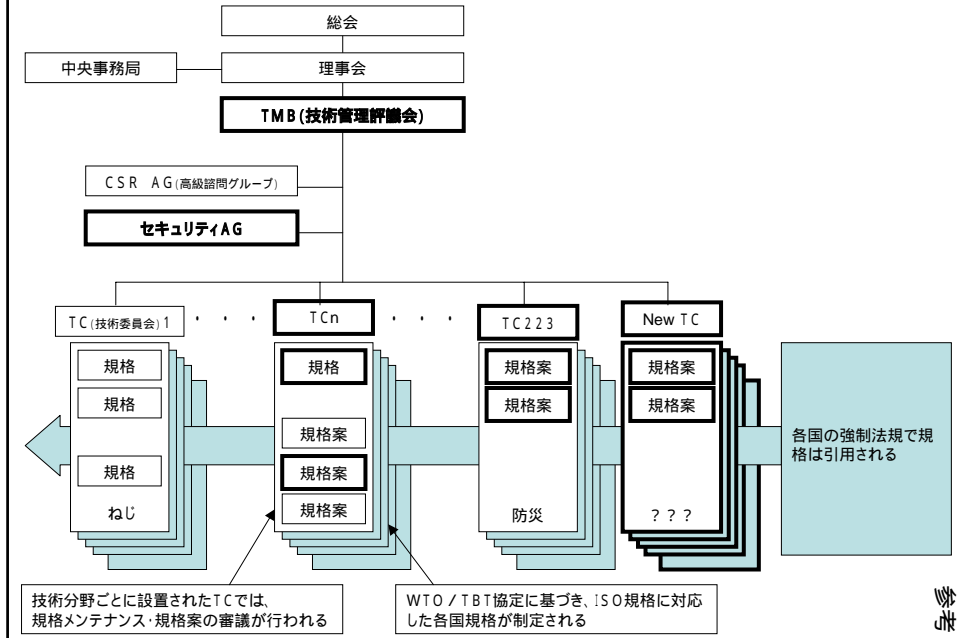 総会
中央事務局
理事会
TMB(技術管理評議会)
CSR AG(高級諮問グループ)
セキュリティAG
TC(技術委員会)1
・ ・ ・
TCn
・ ・ ・
TC223
New TC
規格
規格
規格
ねじ
規格
規格案
規格案
規格案
規格案
規格案
防災
規格案
規格案
???
各国の強制法規で規
格は引用される
技術分野ごとに設置されたTCでは、
規格メンテナンス・規格案の審議が行われる
WTO/TBT協定に基づき、ISO規格に対応
した各国規格が制定される
参考